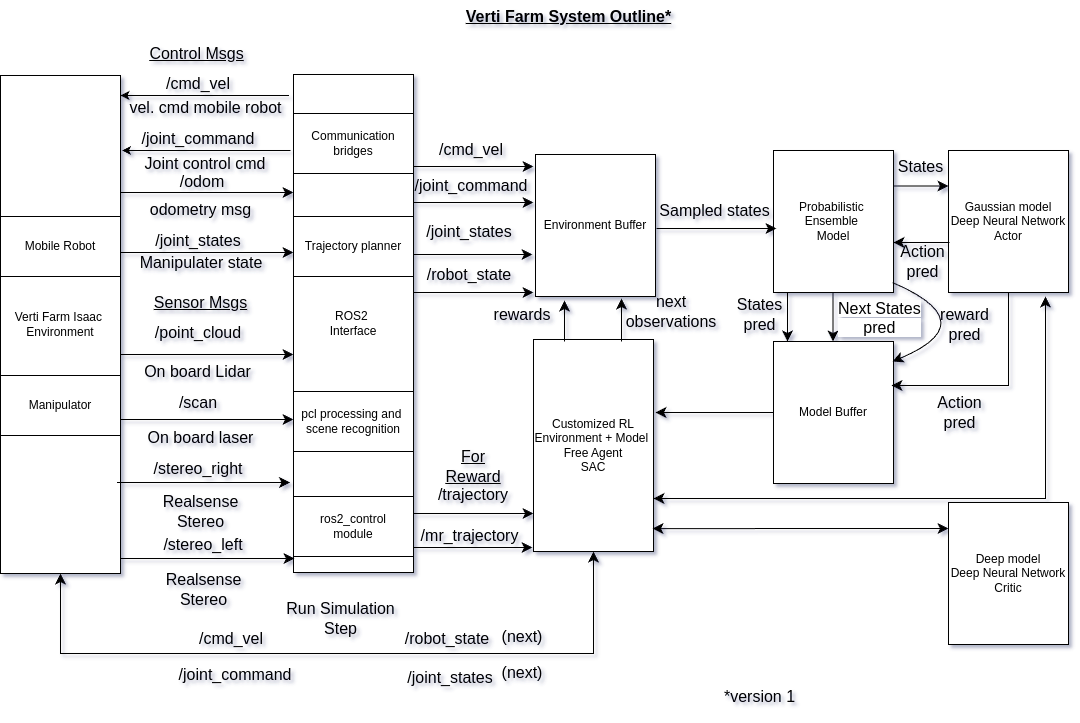 Verti Farm System Outline*
Control Msgs
/cmd_vel
vel. cmd mobile robot
/joint_command
Joint control cmd
/odom
odometry msg
/joint_states
Manipulater state
Sensor Msgs
/point_cloud
On board Lidar
/scan
On board laser
/stereo_right
Realsense
Stereo
/stereo_left
Realsense
Stereo
Mobile Robot
Verti Farm Isaac
Environment
Manipulator
Communication
bridges
Trajectory planner
ROS2
Interface
pcl processing and
scene recognition
ros2_control
module
/cmd_vel
/joint_command
/joint_states
/robot_state
For
Reward
/trajectory
/mr_trajectory
Environment Buffer
rewards
next
observations
Customized RL
Environment + Model
Free Agent
SAC
Sampled states
Probabilistic
Ensemble
Model
States
Action
pred
Gaussian model
Deep Neural Network
Actor
States
pred
Next States
pred
reward
pred
Model Buffer
Action
pred
Deep model
Deep Neural Network
Critic
Run Simulation
Step
/cmd_vel
/robot_state
(next)
/joint_command
/joint_states
(next)
*version 1